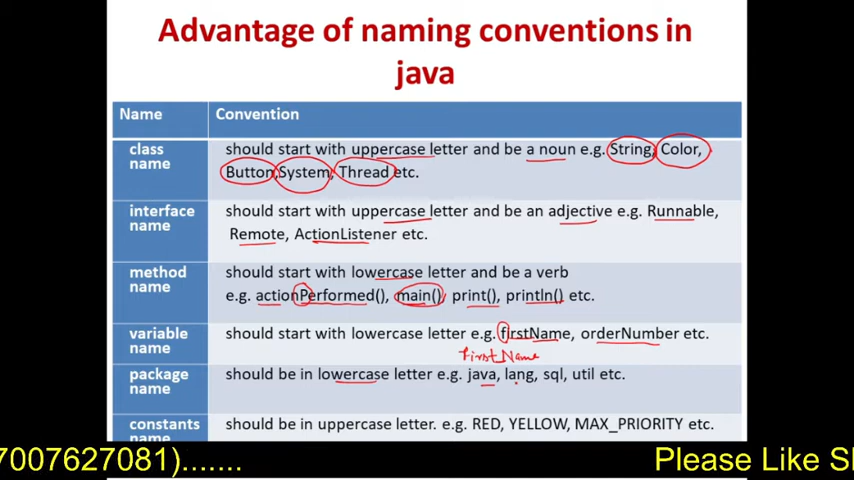 Advantage of naming conventions in
java
Name Convention
class
name
should start with uppercase letter and be a noun e.g. String, Color,
Button, System, Thread etc.
interface
name
should start with uppercase letter and be an adjective e.g. Runnable,
Remote, ActionListener etc.
method
name
should start with lowercase letter and be a verb
e.g. actionPerformed(), main(), print(), println() etc.
variable
name
should start with lowercase letter e.g. firstName, orderNumber etc.
firstName
package
name
should be in lowercase letter e.g. java, lang, sql, util etc.
constants
name
should be in uppercase letter. e.g. RED, YELLOW, MAX_PRIORITY etc.
7007627081)....... Please Like S